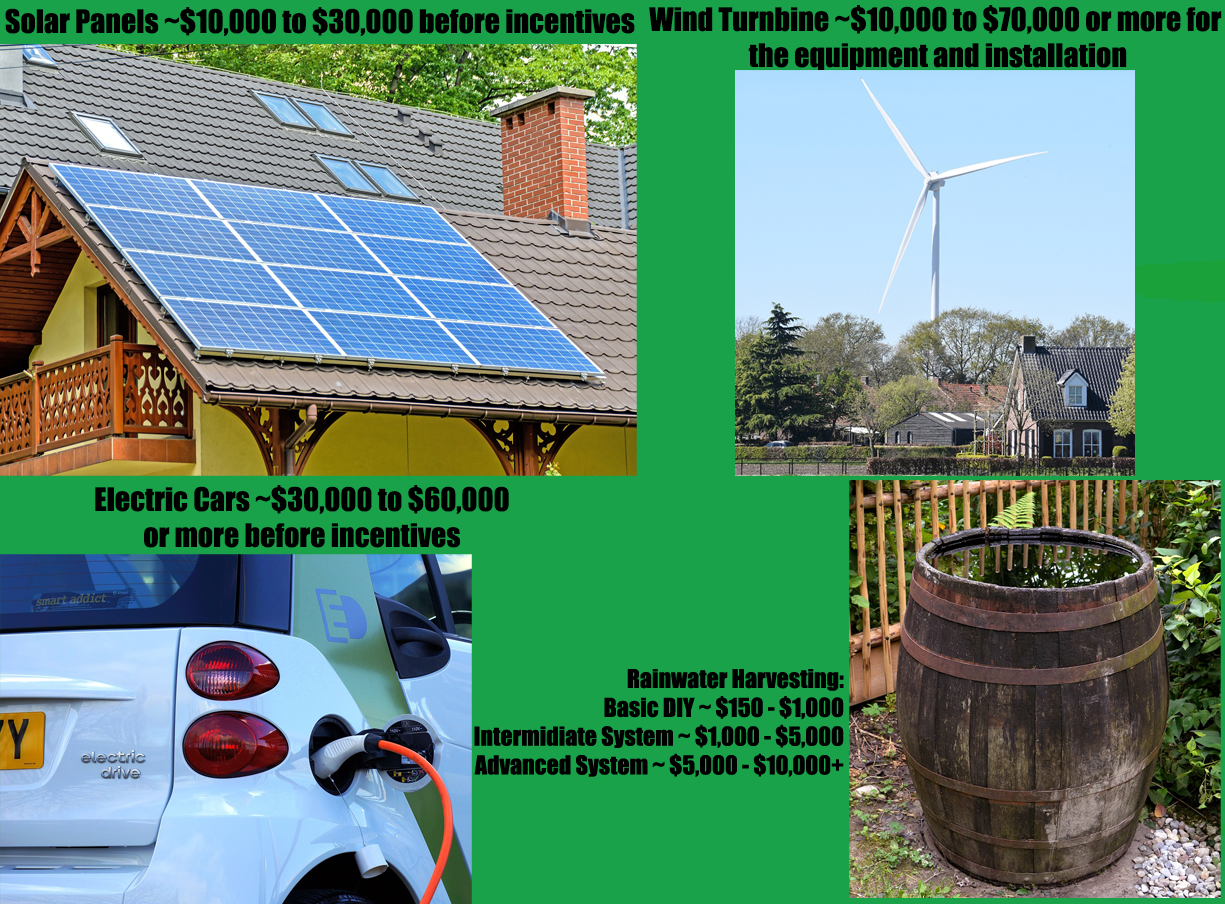 Solar Panels ~$10,000 to $30,000 before incentives
Wind Turnbine ~$10,000 to $70,000 or more for
the equipment and installation
Electric Cars ~$30,000 to $60,000
or more before incentives
smart addict
Y
electric
drive
ED
Rainwater Harvesting:
Basic DIY ~ $150 - $1,000
Intermidiate System ~ $1,000 - $5,000
Advanced System ~ $5,000 - $10,000+